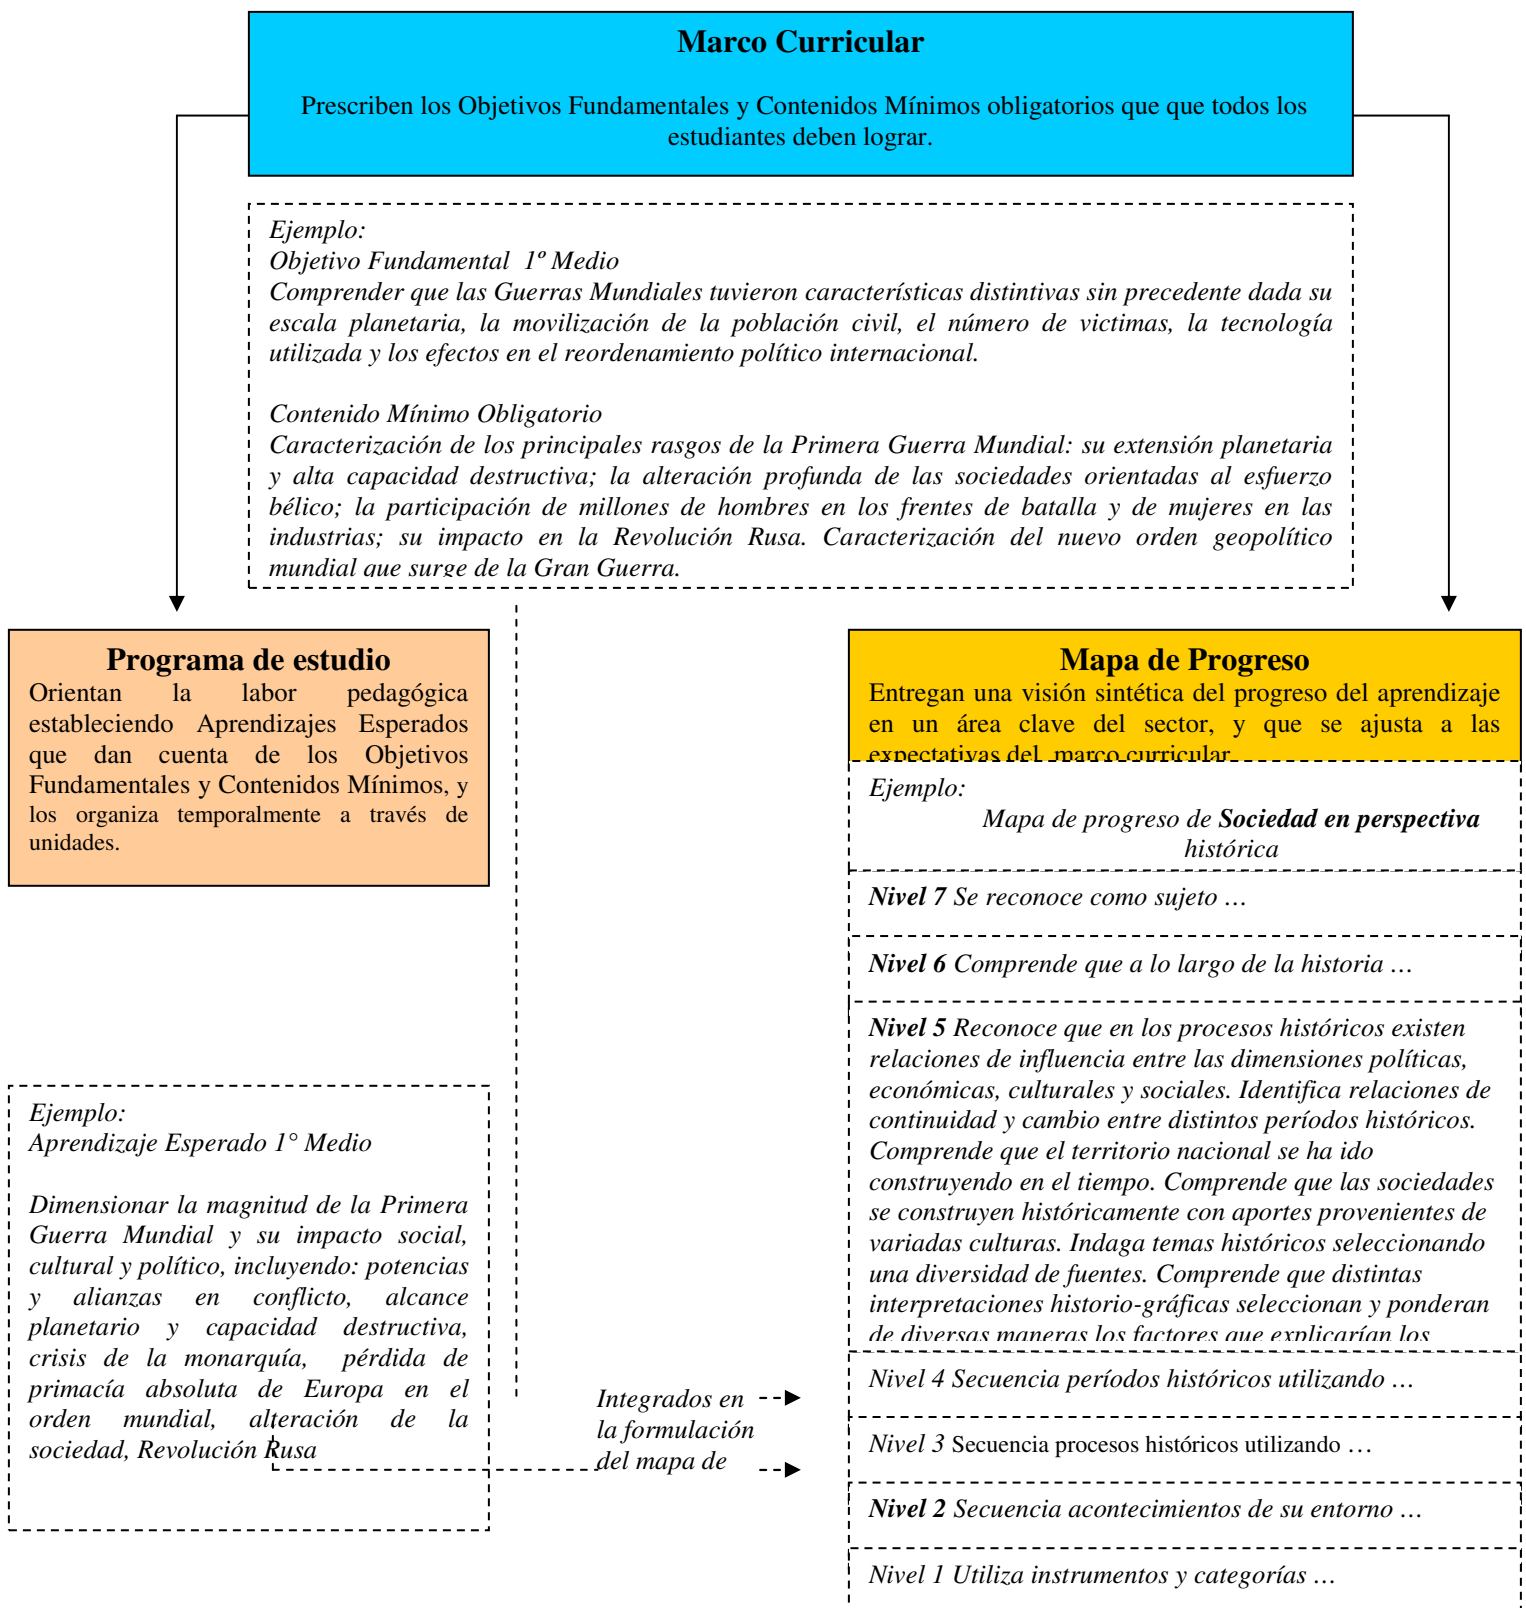 Marco Curricular
Prescriben los Objetivos Fundamentales y Contenidos Mínimos obligatorios que que todos los
estudiantes deben lograr.
Ejemplo:
Objetivo Fundamental 1º Medio
Comprender que las Guerras Mundiales tuvieron características distintivas sin precedente dada su
escala planetaria, la movilización de la población civil, el número de victimas, la tecnología
utilizada y los efectos en el reordenamiento político internacional.
Contenido Mínimo Obligatorio
Caracterización de los principales rasgos de la Primera Guerra Mundial: su extensión planetaria
y alta capacidad destructiva; la alteración profunda de las sociedades orientadas al esfuerzo
bélico; la participación de millones de hombres en los frentes de batalla y de mujeres en las
industrias; su impacto en la Revolución Rusa. Caracterización del nuevo orden geopolítico
mundial que surge de la Gran Guerra.
Programa de estudio
Orientan la labor pedagógica
estableciendo Aprendizajes Esperados
que dan cuenta de los Objetivos
Fundamentales y Contenidos Mínimos, y
los organiza temporalmente a través de
unidades.
Ejemplo:
Aprendizaje Esperado 1° Medio
Dimensionar la magnitud de la Primera
Guerra Mundial y su impacto social,
cultural y político, incluyendo: potencias
y alianzas en conflicto, alcance
planetario y capacidad destructiva,
crisis de la monarquía, pérdida de
primacía absoluta de Europa en el
orden mundial, alteración de la
sociedad, Revolución Rusa
Integrados en
la formulación
del mapa de
Mapa de Progreso
Entregan una visión sintética del progreso del aprendizaje
en un área clave del sector, y que se ajusta a las
expectativas del marco curricular
Ejemplo:
Mapa de progreso de Sociedad en perspectiva
histórica
Nivel 7 Se reconoce como sujeto …
Nivel 6 Comprende que a lo largo de la historia …
Nivel 5 Reconoce que en los procesos históricos existen
relaciones de influencia entre las dimensiones políticas,
económicas, culturales y sociales. Identifica relaciones de
continuidad y cambio entre distintos períodos históricos.
Comprende que el territorio nacional se ha ido
construyendo en el tiempo. Comprende que las sociedades
se construyen históricamente con aportes provenientes de
variadas culturas. Indaga temas históricos seleccionando
una diversidad de fuentes. Comprende que distintas
interpretaciones historio-gráficas seleccionan y ponderan
de diversas maneras los factores que explicarían los
Nivel 4 Secuencia períodos históricos utilizando …
Nivel 3 Secuencia procesos históricos utilizando …
Nivel 2 Secuencia acontecimientos de su entorno …
Nivel 1 Utiliza instrumentos y categorías …